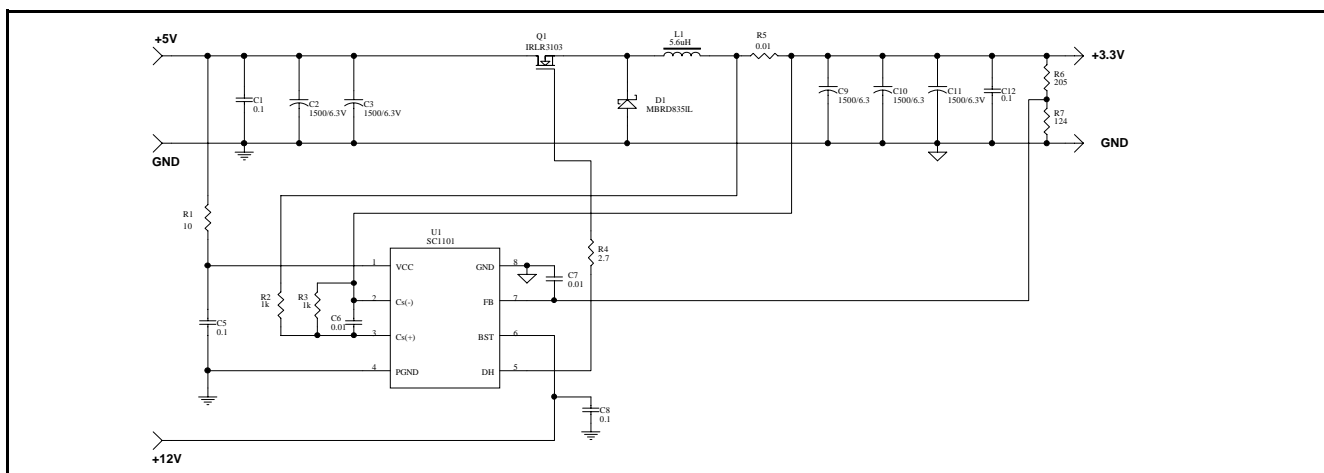 +5V
Q1
IRLR3103
L1
5.6uH
R5
0.01
+3.3V
C1
0.1
C2
1500/6.3V
C3
1500/6.3V
D1
MBRD835lL
C9
1500/6.3
C10
1500/6.3
C11
1500/6.3V
C12
0.1
R6
205
R7
124
GND
GND
R1
10
U1
SC1101
R4
2.7
1
VCC
GND
8
C7
0.01
R2
1k
R3
1k
2
Cs(-)
FB
7
C6
0.01
C5
0.1
3
Cs(+)
BST
6
4
PGND
DH
5
C8
0.1
+12V